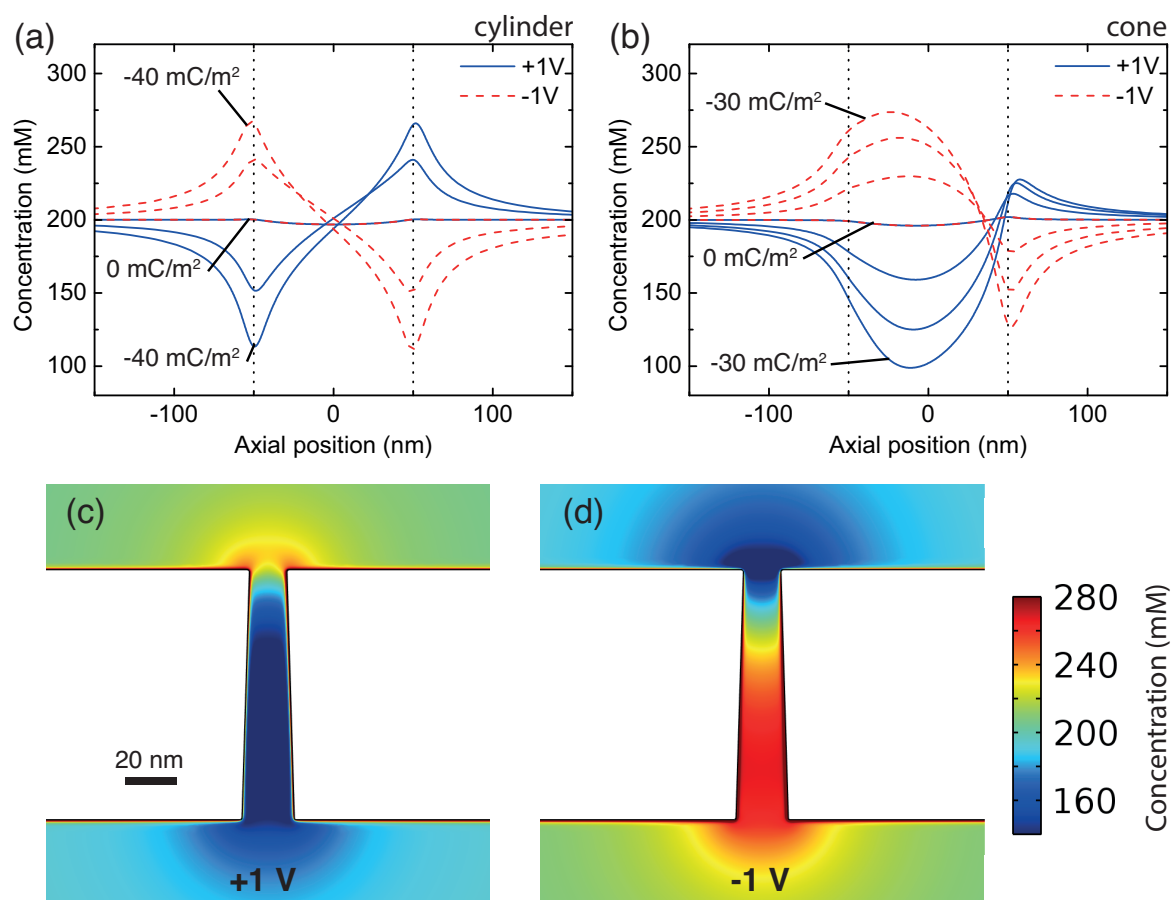 (a)
cylinder
-40 mC/m²
+1V
-1V
0 mC/m²
-40 mC/m²
300
250
200
150
100
Concentration (mM)
-100
0
100
Axial position (nm)
(b)
cone
-30 mC/m²
+1V
-1V
0 mC/m²
-30 mC/m²
300
250
200
150
100
Concentration (mM)
-100
0
100
Axial position (nm)
(c)
20 nm
+1 V
(d)
-1 V
280
240
200
160
Concentration (mM)